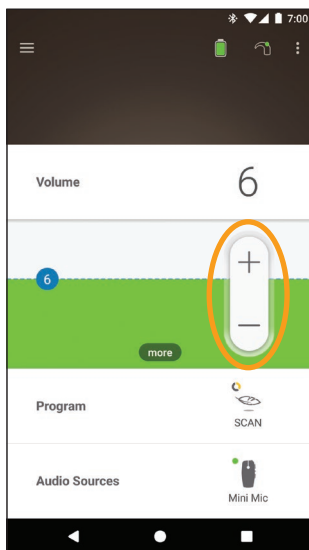 7:00
Volume 6
6
+
−
more
Program
SCAN
Audio Sources
Mini Mic